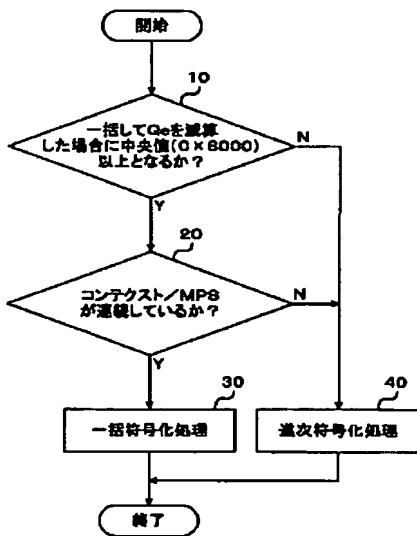 開始
10
一括してQeを減算
した場合に中央値(0×8000)
以上となるか?
N
Y
20
コンテクスト/MPS
が連続しているか?
N
Y
30
一括符号化処理
40
逐次符号化処理
終了